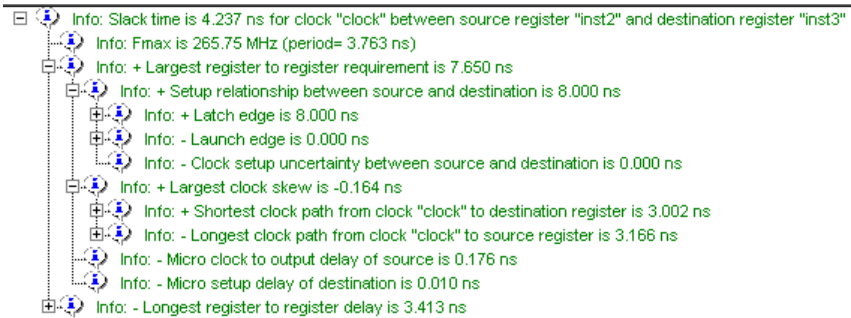 Info: Slack time is 4.237 ns for clock "clock" between source register "inst2" and destination register "inst3"
Info: Fmax is 265.75 MHz (period= 3.763 ns)
Info: + Largest register to register requirement is 7.650 ns
Info: + Setup relationship between source and destination is 8.000 ns
Info: + Latch edge is 8.000 ns
Info: - Launch edge is 0.000 ns
Info: - Clock setup uncertainty between source and destination is 0.000 ns
Info: + Largest clock skew is -0.164 ns
Info: + Shortest clock path from clock "clock" to destination register is 3.002 ns
Info: - Longest clock path from clock "clock" to source register is 3.166 ns
Info: - Micro clock to output delay of source is 0.176 ns
Info: - Micro setup delay of destination is 0.010 ns
Info: - Longest register to register delay is 3.413 ns